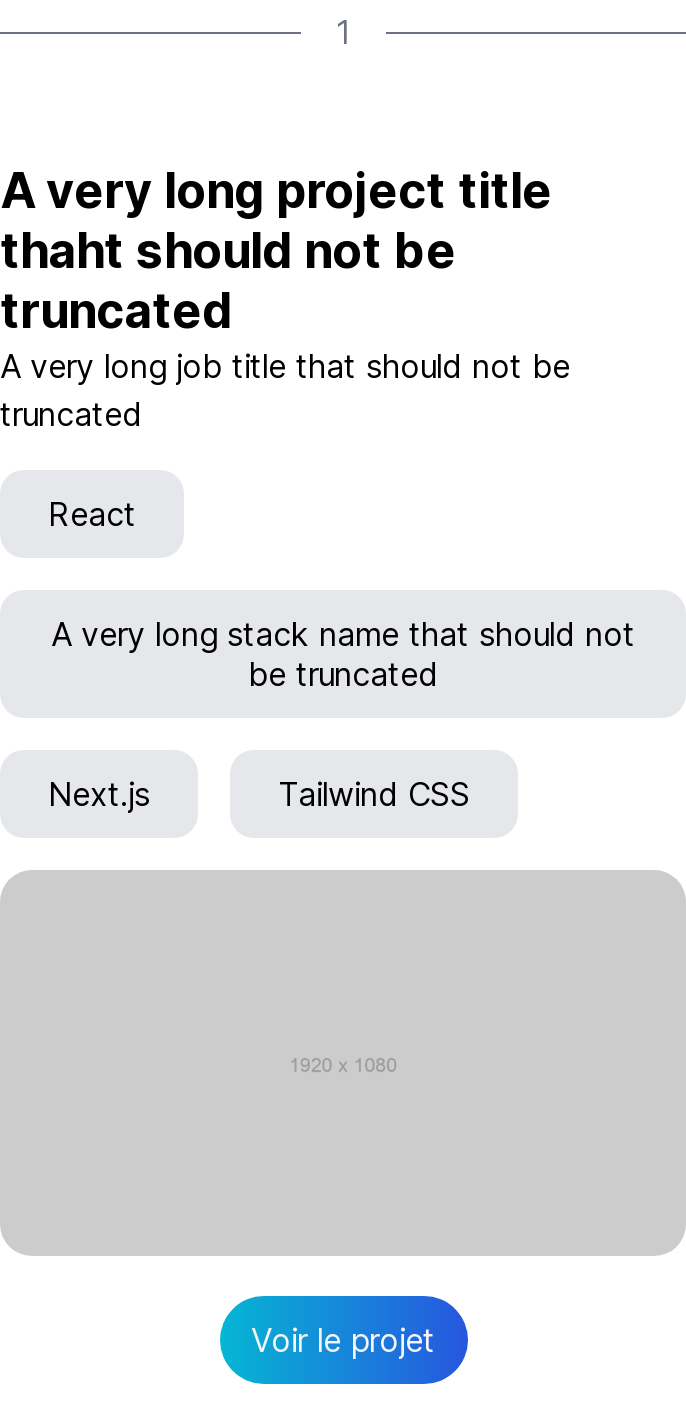 1
A very long project title
thaht should not be
truncated
A very long job title that should not be
truncated
React
A very long stack name that should not
be truncated
Next.js
Tailwind CSS
1920 x 1080
Voir le projet